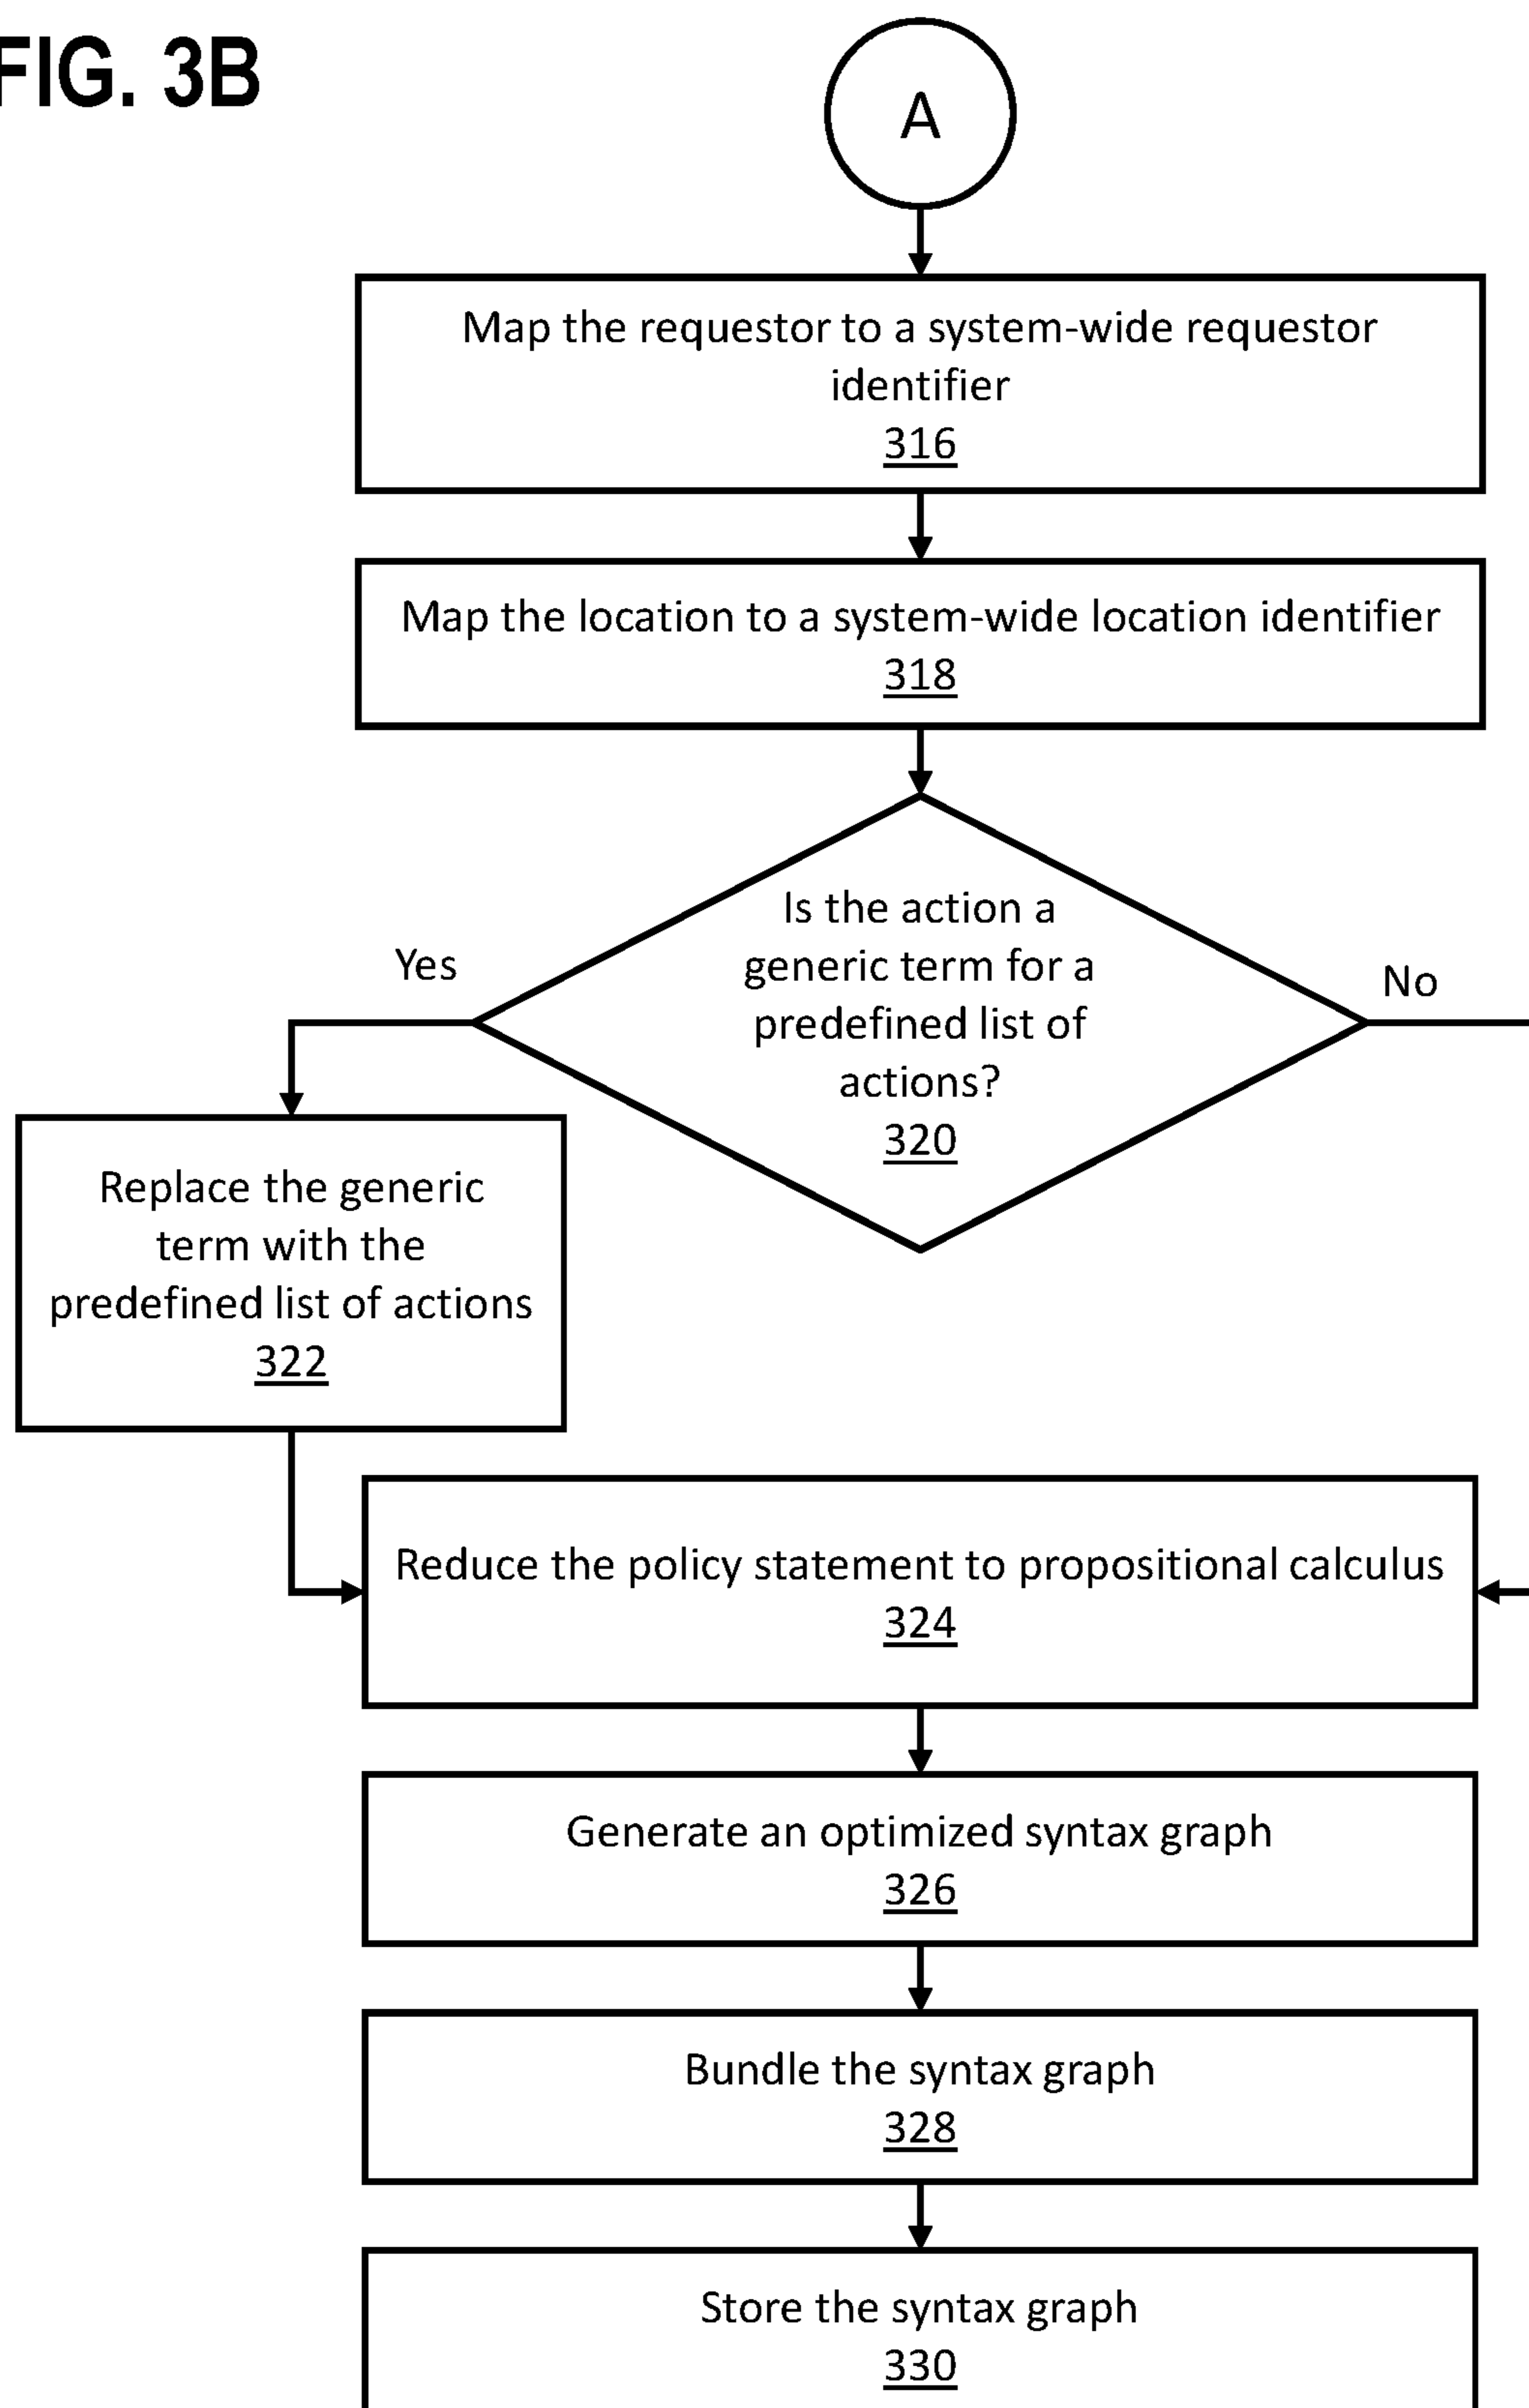 FIG. 3B
A
Map the requestor to a system-wide requestor
identifier
316
Map the location to a system-wide location identifier
318
Is the action a
generic term for a
predefined list of
actions?
320
Yes
No
Replace the generic
term with the
predefined list of actions
322
Reduce the policy statement to propositional calculus
324
Generate an optimized syntax graph
326
Bundle the syntax graph
328
Store the syntax graph
330